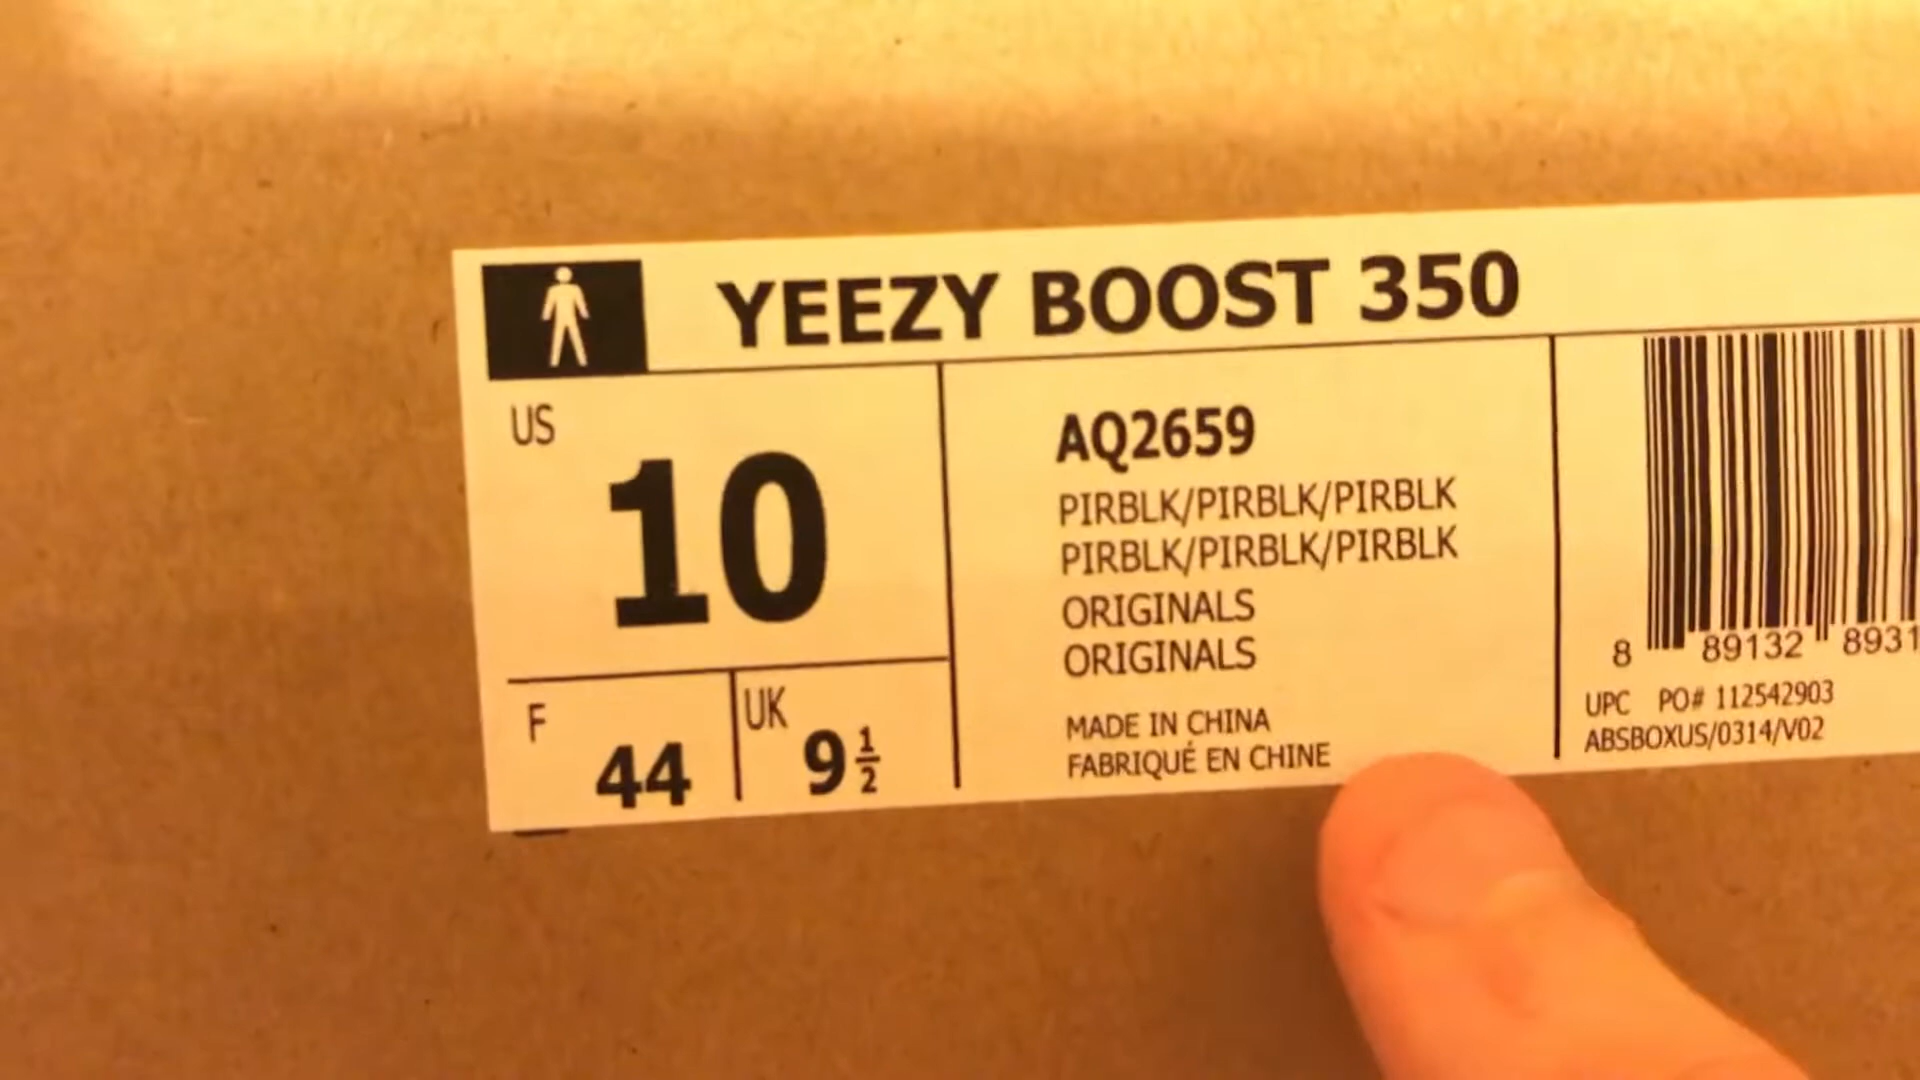 YEEZY BOOST 350
US
10
F
44
UK
9 1/2
AQ2659
PIRBLK/PIRBLK/PIRBLK
PIRBLK/PIRBLK/PIRBLK
ORIGINALS
ORIGINALS
MADE IN CHINA
FABRIQUÉ EN CHINE
8 89132 8931
UPC PO# 112542903
ABSBOXUS/0314/V02